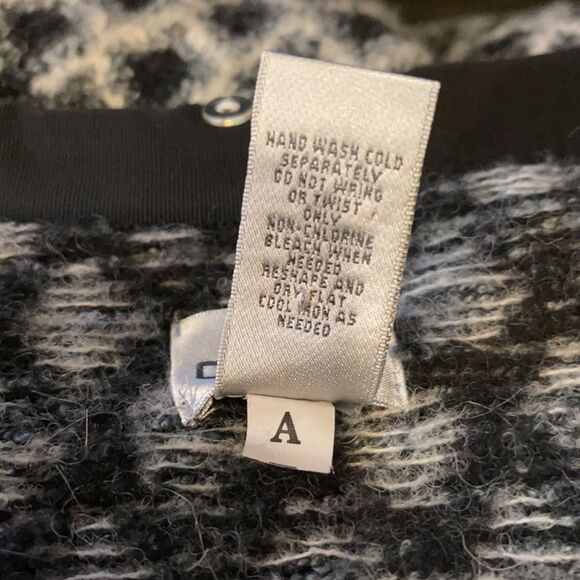 HAND WASH COLD
SEPARATELY
DO NOT WRING
OR TWIST
ONLY
NON-CHLORINE
BLEACH WHEN
NEEDED
RESHAPE AND
DRY FLAT
COOL IRON AS
NEEDED
A